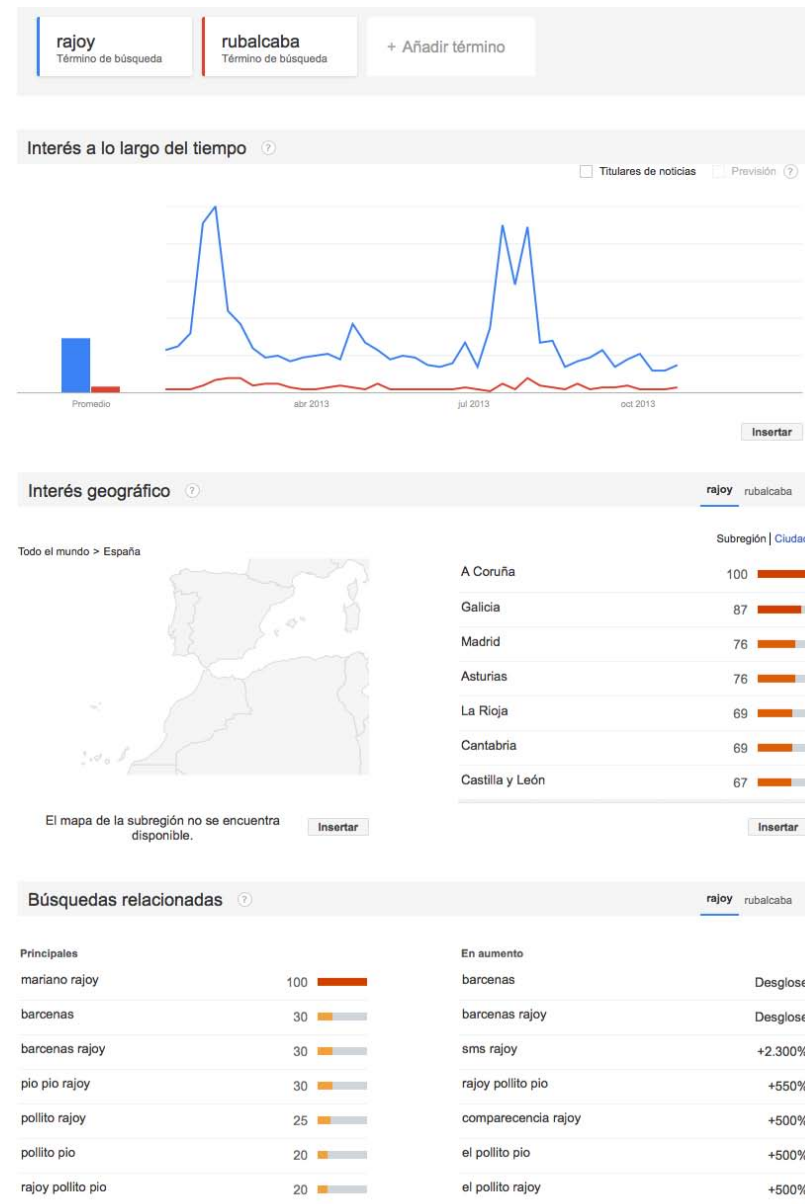 rajoy
Término de búsqueda
rubalcaba
Término de búsqueda
+ Añadir término
Interés a lo largo del tiempo ?
Titulares de noticias Previsión ?
Promedio abr 2013 jul 2013 oct 2013
Insertar
Interés geográfico ?
rajoy rubalcaba
Subregión | Ciudad
Todo el mundo > España
A Coruña 100
Galicia 87
Madrid 76
Asturias 76
La Rioja 69
Cantabria 69
Castilla y León 67
El mapa de la subregión no se encuentra
disponible.
Insertar
Insertar
Búsquedas relacionadas ?
rajoy rubalcaba
Principales
mariano rajoy 100
barcenas 30
barcenas rajoy 30
pio pio rajoy 30
pollito rajoy 25
pollito pio 20
rajoy pollito pio 20
En aumento
barcenas Desglose
barcenas rajoy Desglose
sms rajoy +2.300%
rajoy pollito pio +550%
comparecencia rajoy +500%
el pollito pio +500%
el pollito rajoy +500%